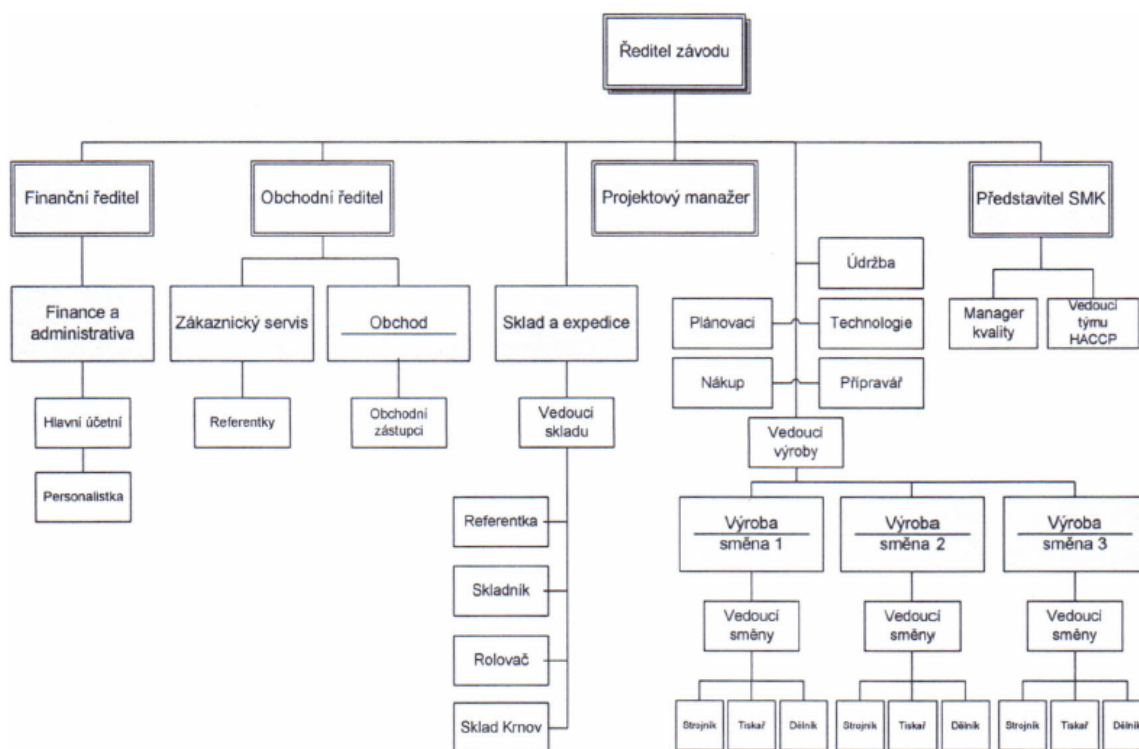 Ředitel závodu
Finanční ředitel
Obchodní ředitel
Projektový manažer
Představitel SMK
Údržba
Finance a
administrativa
Zákaznický servis
Obchod
Sklad a expedice
Plánovací
Technologie
Manager
kvality
Vedoucí
týmu
HACCP
Nákup
Přípravář
Hlavní účetní
Referentky
Obchodní
zástupci
Vedoucí
skladu
Vedoucí
výroby
Personalistka
Referentka
Skladník
Rolovač
Sklad Krnov
Výroba
směna 1
Výroba
směna 2
Výroba
směna 3
Vedoucí
směny
Vedoucí
směny
Vedoucí
směny
Strojník
Tiskař
Dělník
Strojník
Tiskař
Dělník
Strojník
Tiskař
Dělník